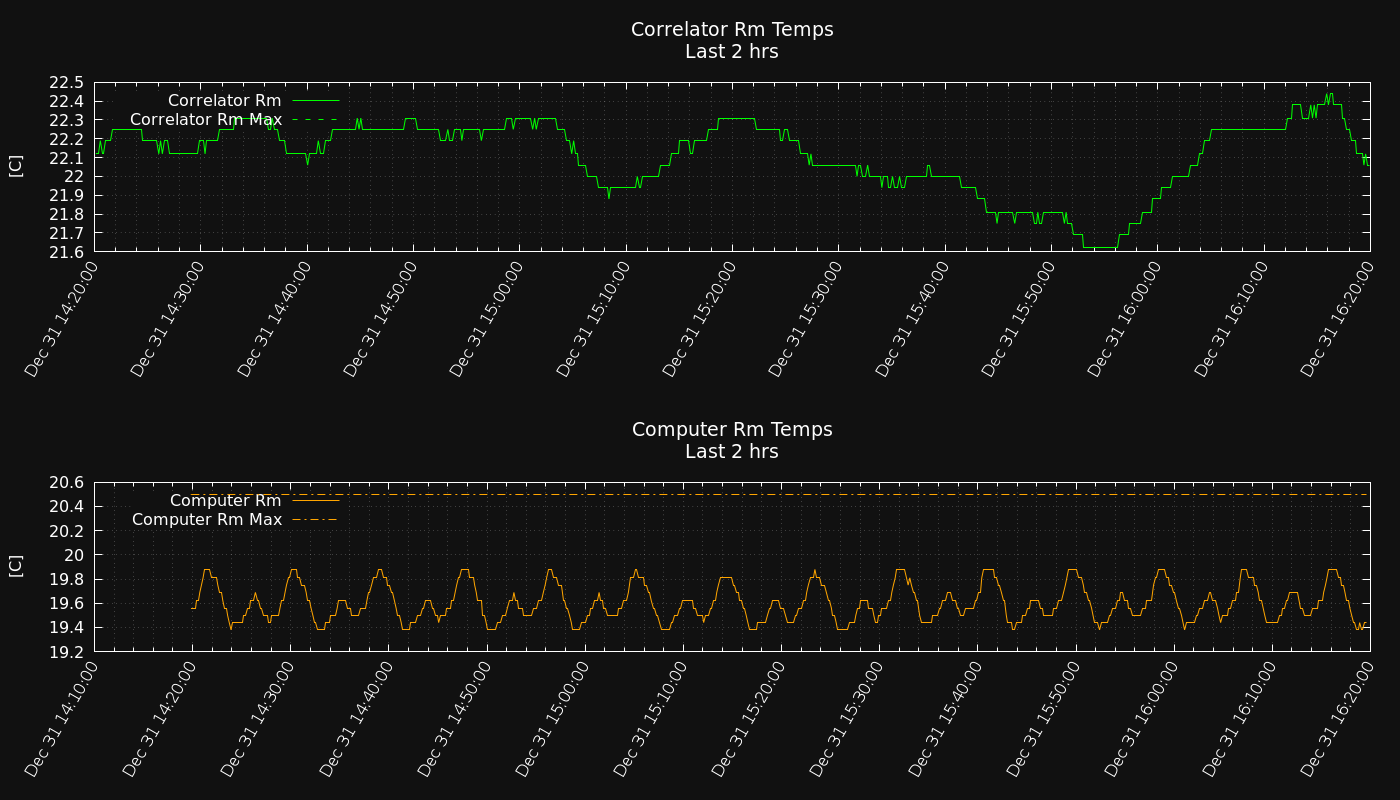 Correlator Rm Temps
Last 2 hrs
22.5
22.4
22.3
22.2
22.1
22
21.9
21.8
21.7
21.6
[C]
Correlator Rm
Correlator Rm Max
Dec 31 14:20:00
Dec 31 14:30:00
Dec 31 14:40:00
Dec 31 14:50:00
Dec 31 15:00:00
Dec 31 15:10:00
Dec 31 15:20:00
Dec 31 15:30:00
Dec 31 15:40:00
Dec 31 15:50:00
Dec 31 16:00:00
Dec 31 16:10:00
Dec 31 16:20:00
Computer Rm Temps
Last 2 hrs
20.6
20.4
20.2
20
19.8
19.6
19.4
19.2
[C]
Computer Rm
Computer Rm Max
Dec 31 14:10:00
Dec 31 14:20:00
Dec 31 14:30:00
Dec 31 14:40:00
Dec 31 14:50:00
Dec 31 15:00:00
Dec 31 15:10:00
Dec 31 15:20:00
Dec 31 15:30:00
Dec 31 15:40:00
Dec 31 15:50:00
Dec 31 16:00:00
Dec 31 16:10:00
Dec 31 16:20:00